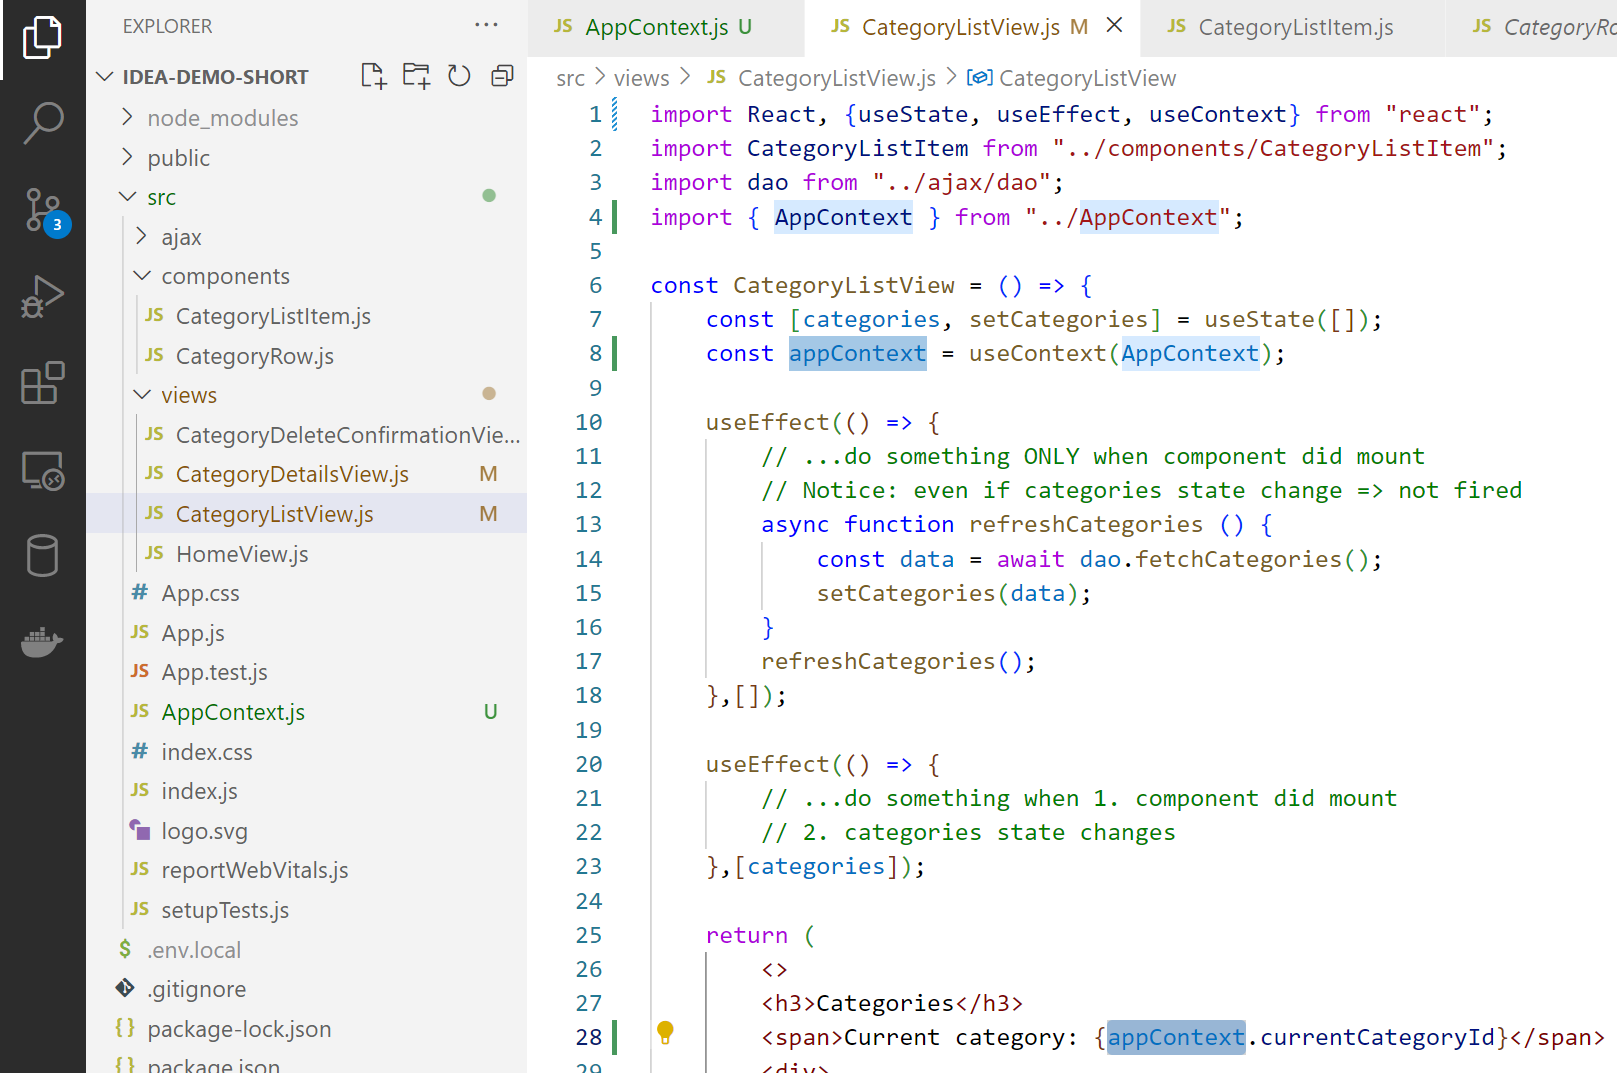 EXPLORER
···
IDEA-DEMO-SHORT
node_modules
public
src
ajax
components
JS CategoryListItem.js
JS CategoryRow.js
views
JS CategoryDeleteConfirmationVie...
JS CategoryDetailsView.js M
JS CategoryListView.js M
JS HomeView.js
# App.css
JS App.js
JS App.test.js
JS AppContext.js U
# index.css
JS index.js
logo.svg
JS reportWebVitals.js
JS setupTests.js
$ .env.local
.gitignore
{} package-lock.json
{} package.json
3
JS AppContext.js U
JS CategoryListView.js M
JS CategoryListItem.js
JS CategoryRo
src > views > JS CategoryListView.js > CategoryListView
1 import React, {useState, useEffect, useContext} from "react";
2 import CategoryListItem from "../components/CategoryListItem";
3 import dao from "../ajax/dao";
4 import { AppContext } from "../AppContext";
5
6 const CategoryListView = () => {
7 const [categories, setCategories] = useState([]);
8 const appContext = useContext(AppContext);
9
10 useEffect(() => {
11 // ...do something ONLY when component did mount
12 // Notice: even if categories state change => not fired
13 async function refreshCategories () {
14 const data = await dao.fetchCategories();
15 setCategories(data);
16 }
17 refreshCategories();
18 },[]);
19
20 useEffect(() => {
21 // ...do something when 1. component did mount
22 // 2. categories state changes
23 },[categories]);
24
25 return (
26 <>
27 <h3>Categories</h3>
28 <span>Current category: {appContext.currentCategoryId}</span>
29 <div>